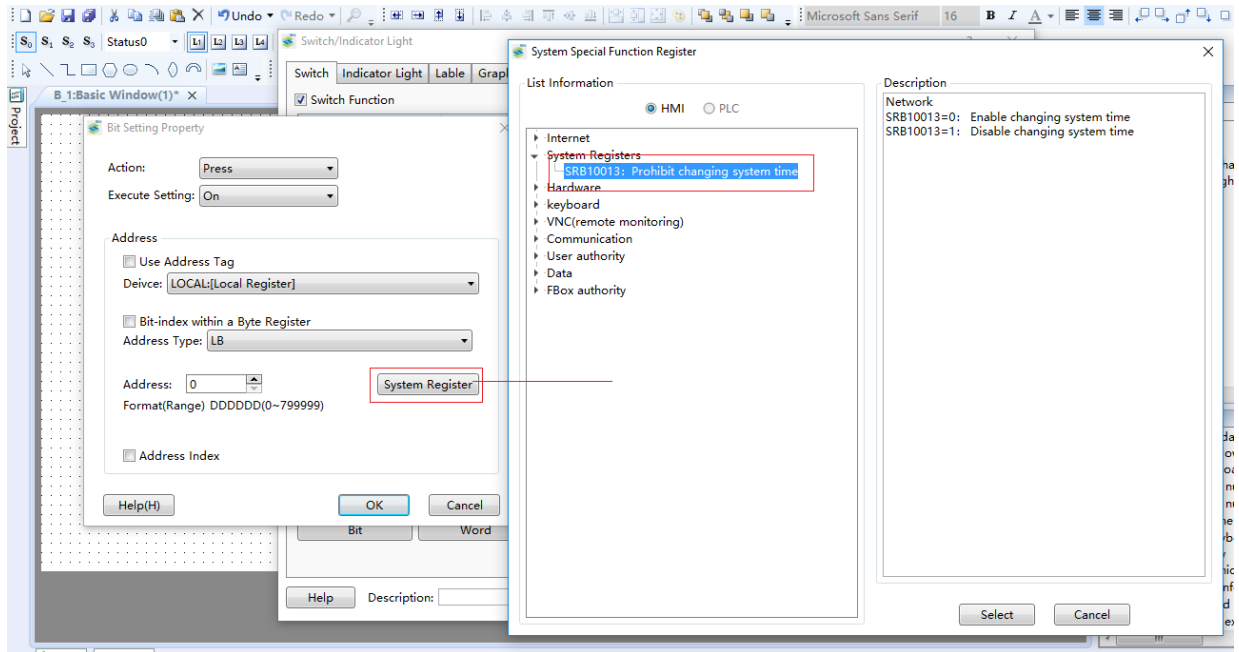 Undo Redo Microsoft Sans Serif 16 B I A
S0 S1 S2 S3 Status0 L1 L2 L3 L4
Project
B_1:Basic Window(1)*
Switch/Indicator Light
Switch Indicator Light Lable
Switch Function
Bit Word
Help Description:
Bit Setting Property
Action: Press
Execute Setting: On
Address
Use Address Tag
Deivce: LOCAL:[Local Register]
Bit-index within a Byte Register
Address Type: LB
Address: 0 System Register
Format(Range) DDDDDD(0~799999)
Address Index
Help(H) OK Cancel
System Special Function Register
List Information
HMI PLC
Internet
System Registers
SRB10013: Prohibit changing system time
Hardware
keyboard
VNC(remote monitoring)
Communication
User authority
Data
FBox authority
Description
Network
SRB10013=0: Enable changing system time
SRB10013=1: Disable changing system time
Select Cancel